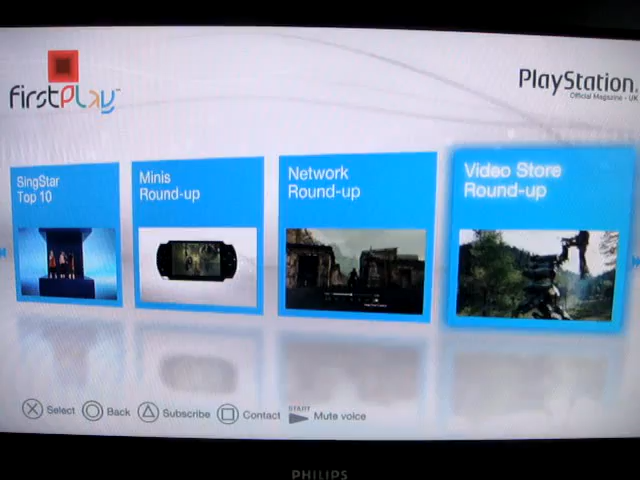 firstPlay™
PlayStation.
Official Magazine - UK
SingStar
Top 10
Minis
Round-up
Network
Round-up
Video Store
Round-up
Select
Back
Subscribe
Contact
START
Mute voice
PHILIPS